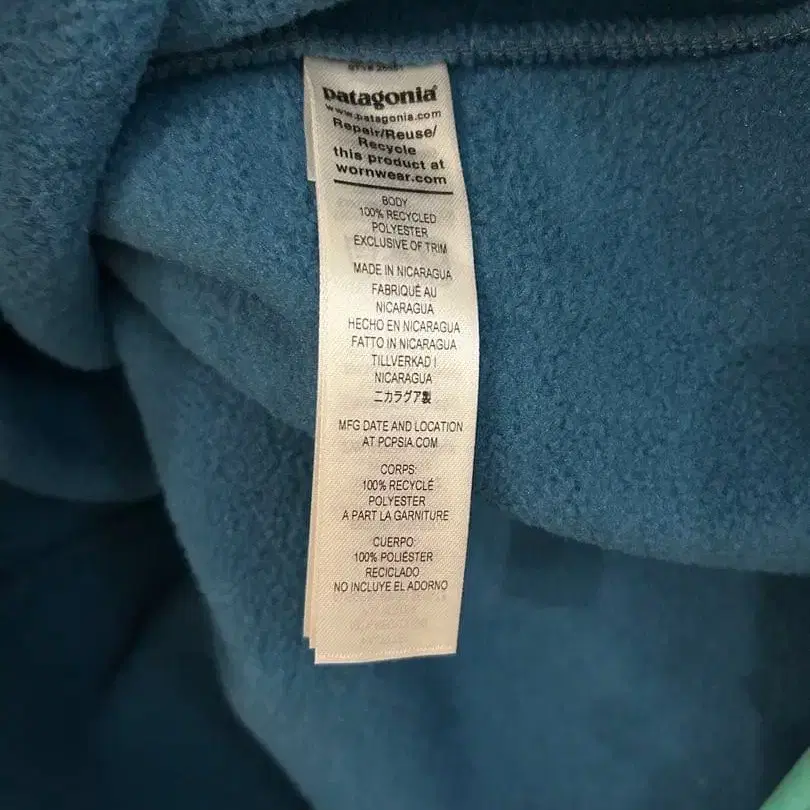 patagonia®
www.patagonia.com
Repair/Reuse/
Recycle
this product at
wornwear.com
BODY
100% RECYCLED
POLYESTER
EXCLUSIVE OF TRIM
MADE IN NICARAGUA
FABRIQUÉ AU
NICARAGUA
HECHO EN NICARAGUA
FATTO IN NICARAGUA
TILLVERKAD I
NICARAGUA
ニカラグア製
MFG DATE AND LOCATION
AT PCPSIA.COM
CORPS:
100% RECYCLÉ
POLYESTER
A PART LA GARNITURE
CUERPO:
100% POLIÉSTER
RECICLADO
NO INCLUYE EL ADORNO